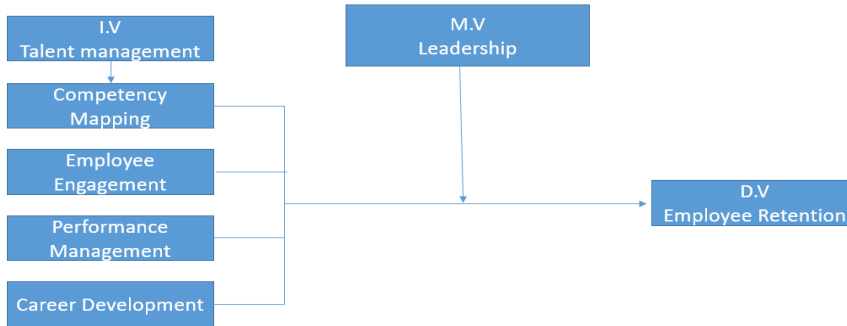 I.V
Talent management
M.V
Leadership
Competency
Mapping
Employee
Engagement
D.V
Employee Retention
Performance
Management
Career Development